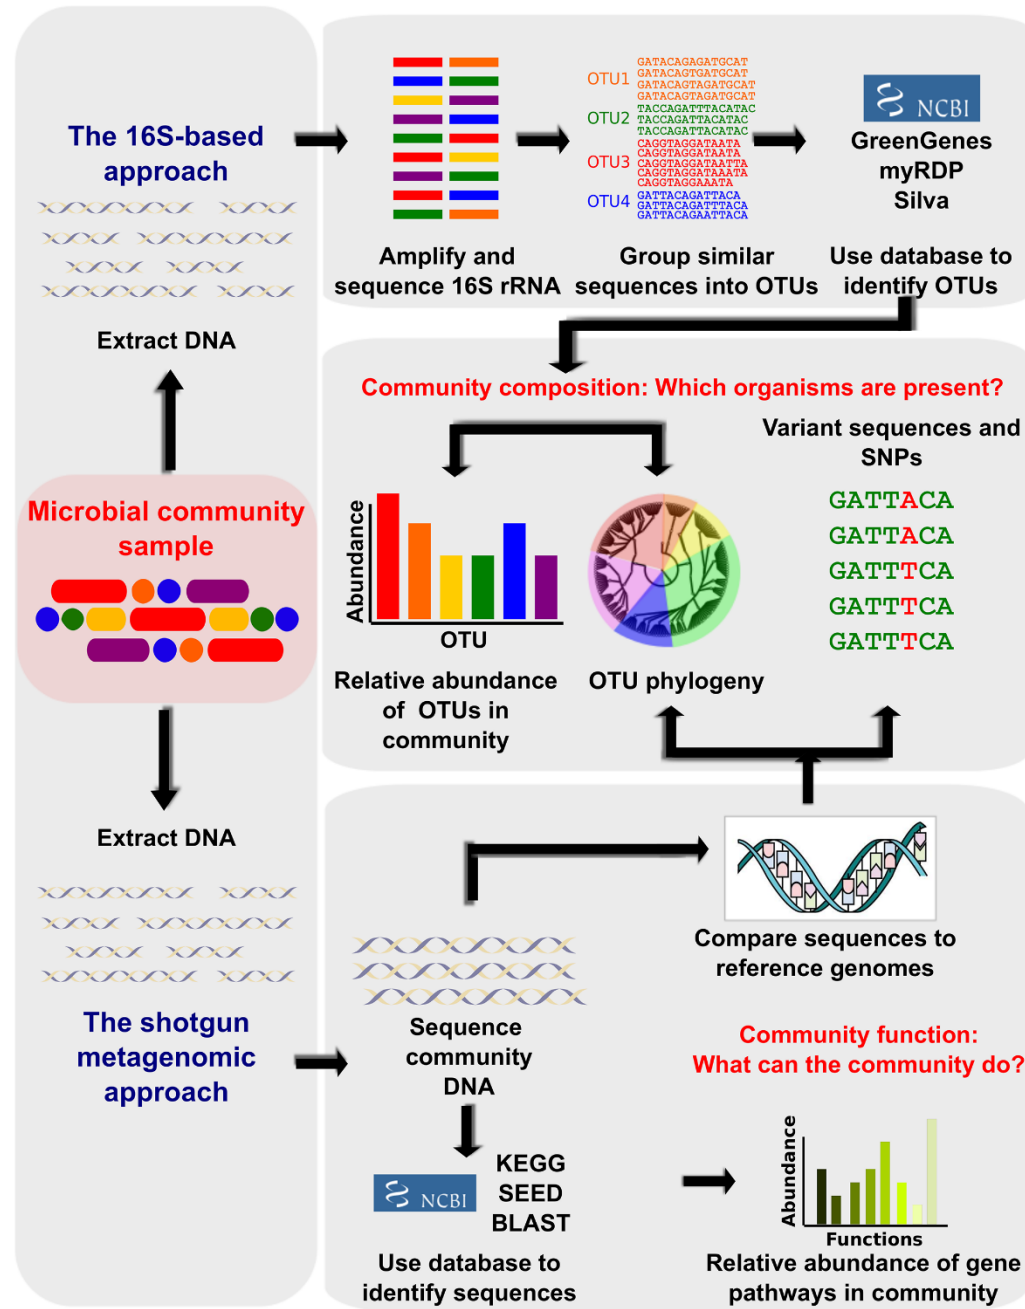 The 16S-based
approach
Extract DNA
Microbial community
sample
Extract DNA
The shotgun
metagenomic
approach
Amplify and
sequence 16S rRNA
OTU1
GATACAGAGATGCAT
GATACAGTGATGCAT
GATACAGTAGATGCAT
GATACAGTAGATGCAT
OTU2
TACCAGATTTACATAC
TACCAGATTACATAC
TACCAGATTACATAC
OTU3
CAGGTAGGATAATA
CAGGTAGGATAATA
CAGGTAGGATAATTA
CAGGTAGGATAAATA
CAGGTAGGAAATA
OTU4
GATTACAGATTACA
GATTACAGATTTACA
GATTACAGAATTACA
Group similar
sequences into OTUs
NCBI
GreenGenes
myRDP
Silva
Use database to
identify OTUs
Community composition: Which organisms are present?
Abundance
OTU
Relative abundance
of OTUs in
community
OTU phylogeny
Variant sequences and
SNPs
GATTACA
GATTACA
GATTTCA
GATTTCA
GATTTCA
Sequence
community
DNA
Compare sequences to
reference genomes
NCBI
KEGG
SEED
BLAST
Use database to
identify sequences
Community function:
What can the community do?
Abundance
Functions
Relative abundance of gene
pathways in community